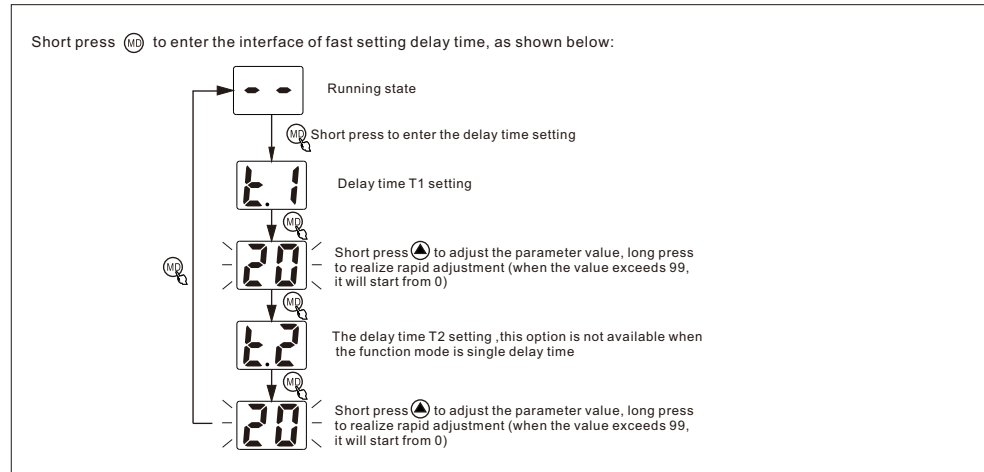 Short press MD to enter the interface of fast setting delay time, as shown below:
- -
Running state
MD Short press to enter the delay time setting
t.1
Delay time T1 setting
MD
20
Short press to adjust the parameter value, long press
to realize rapid adjustment (when the value exceeds 99,
it will start from 0)
MD
MD
t.2
The delay time T2 setting ,this option is not available when
the function mode is single delay time
MD
20
Short press to adjust the parameter value, long press
to realize rapid adjustment (when the value exceeds 99,
it will start from 0)